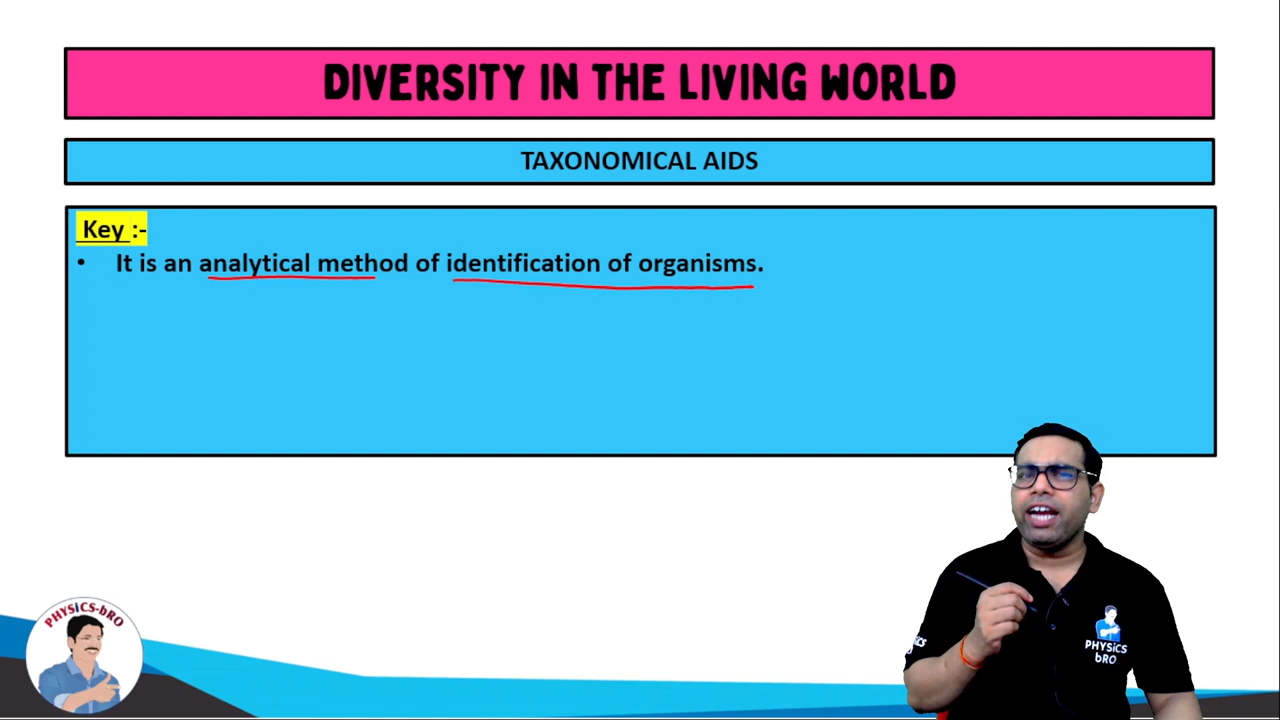 DIVERSITY IN THE LIVING WORLD
TAXONOMICAL AIDS
Key :-
• It is an analytical method of identification of organisms.
PHYSiCS-bRO
PHYSiCS
bRO